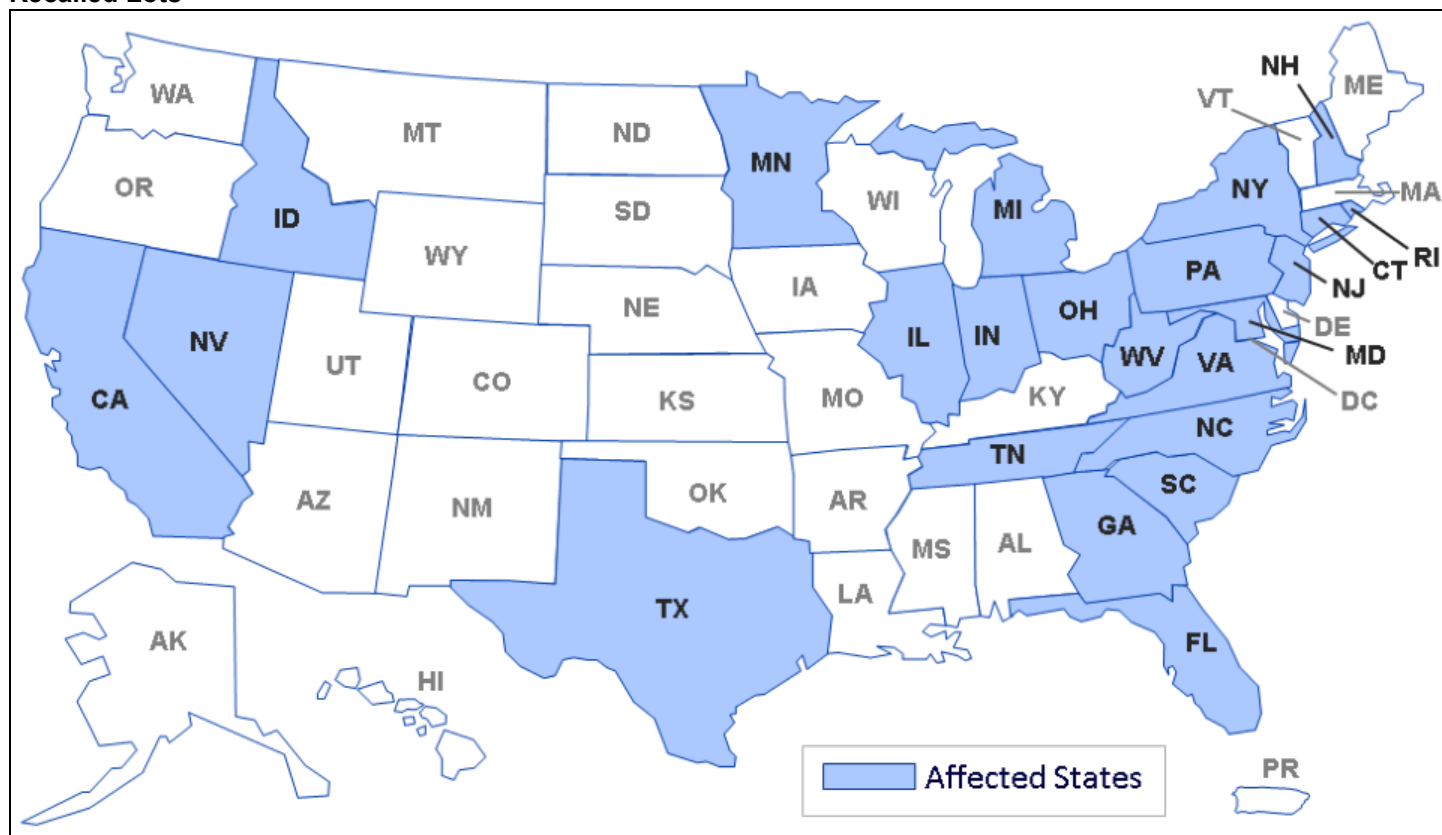 Recalled Lots
NH
ME
VT
WA
MT
ND
MN
OR
ID
SD
WI
MI
NY
MA
WY
RI
CT
PA
NJ
IA
NE
OH
DE
NV
IL
IN
MD
WV
VA
UT
CO
CA
KS
MO
KY
DC
NC
TN
SC
AZ
NM
OK
AR
GA
MS
AL
LA
TX
AK
FL
HI
PR
Affected States